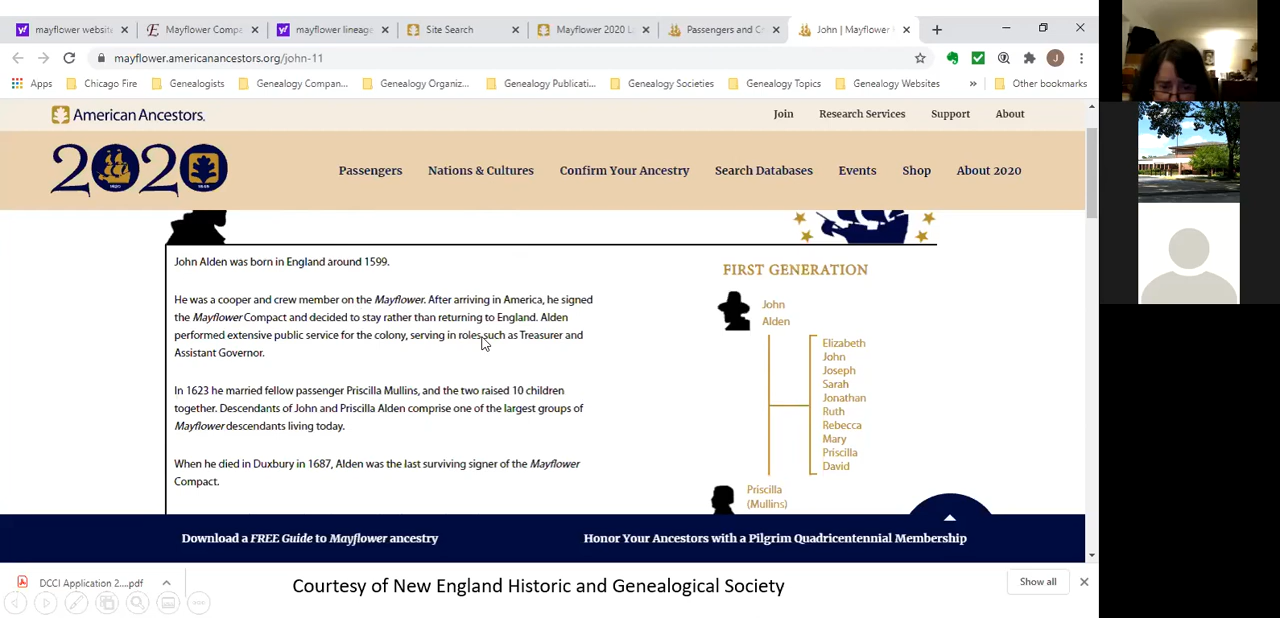 mayflower website
Mayflower Compa
mayflower lineage
Site Search
Mayflower 2020 L
Passengers and C
John | Mayflower
mayflower.americanancestors.org/john-11
J
Apps
Chicago Fire
Genealogists
Genealogy Compan...
Genealogy Organiz...
Genealogy Publicati...
Genealogy Societies
Genealogy Topics
Genealogy Websites
»
Other bookmarks
American Ancestors.
Join
Research Services
Support
About
2020
Passengers
Nations & Cultures
Confirm Your Ancestry
Search Databases
Events
Shop
About 2020
John Alden was born in England around 1599.
He was a cooper and crew member on the Mayflower. After arriving in America, he signed
the Mayflower Compact and decided to stay rather than returning to England. Alden
performed extensive public service for the colony, serving in roles such as Treasurer and
Assistant Governor.
In 1623 he married fellow passenger Priscilla Mullins, and the two raised 10 children
together. Descendants of John and Priscilla Alden comprise one of the largest groups of
Mayflower descendants living today.
When he died in Duxbury in 1687, Alden was the last surviving signer of the Mayflower
Compact.
FIRST GENERATION
John
Alden
Elizabeth
John
Joseph
Sarah
Jonathan
Ruth
Rebecca
Mary
Priscilla
David
Priscilla
(Mullins)
Download a FREE Guide to Mayflower ancestry
Honor Your Ancestors with a Pilgrim Quadricentennial Membership
DCCI Application 2....pdf
Courtesy of New England Historic and Genealogical Society
Show all